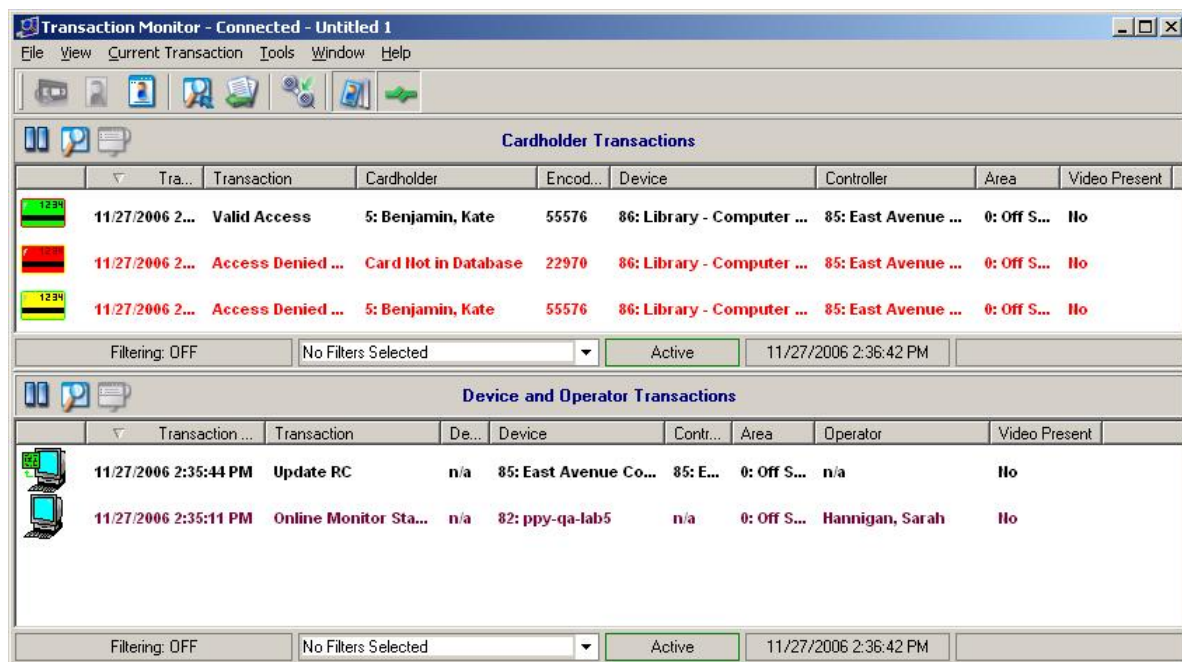 Transaction Monitor - Connected - Untitled 1
File View Current Transaction Tools Window Help
Cardholder Transactions
Tra... Transaction Cardholder Encod... Device Controller Area Video Present
1234 11/27/2006 2... Valid Access 5: Benjamin, Kate 55576 86: Library - Computer ... 85: East Avenue ... 0: Off S... No
11/27/2006 2... Access Denied ... Card Not in Database 22970 86: Library - Computer ... 85: East Avenue ... 0: Off S... No
1234 11/27/2006 2... Access Denied ... 5: Benjamin, Kate 55576 86: Library - Computer ... 85: East Avenue ... 0: Off S... No
Filtering: OFF No Filters Selected Active 11/27/2006 2:36:42 PM
Device and Operator Transactions
Transaction ... Transaction De... Device Contr... Area Operator Video Present
11/27/2006 2:35:44 PM Update RC n/a 85: East Avenue Co... 85: E... 0: Off S... n/a No
11/27/2006 2:35:11 PM Online Monitor Sta... n/a 82: ppy-qa-lab5 n/a 0: Off S... Hannigan, Sarah No
Filtering: OFF No Filters Selected Active 11/27/2006 2:36:42 PM